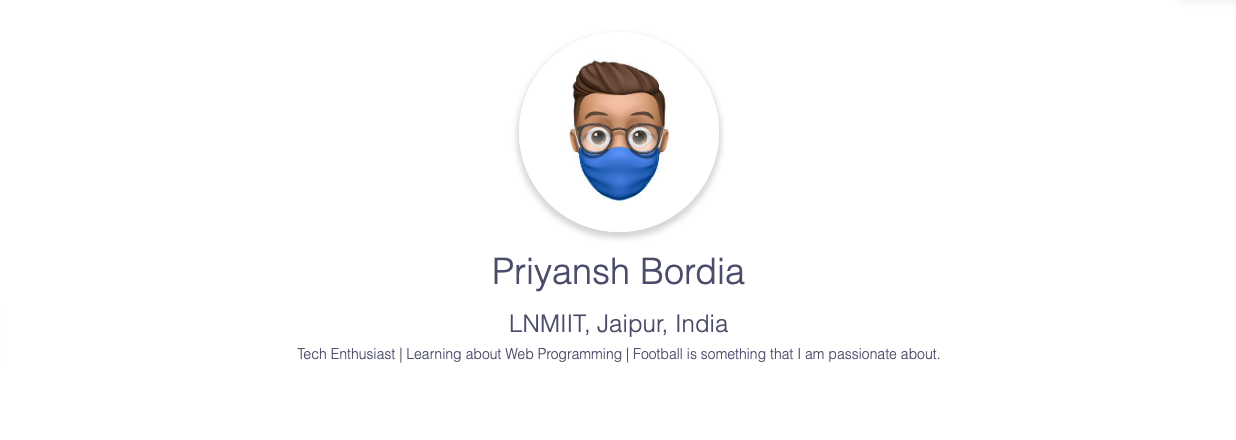 Priyansh Bordia
LNMIIT, Jaipur, India
Tech Enthusiast | Learning about Web Programming | Football is something that I am passionate about.